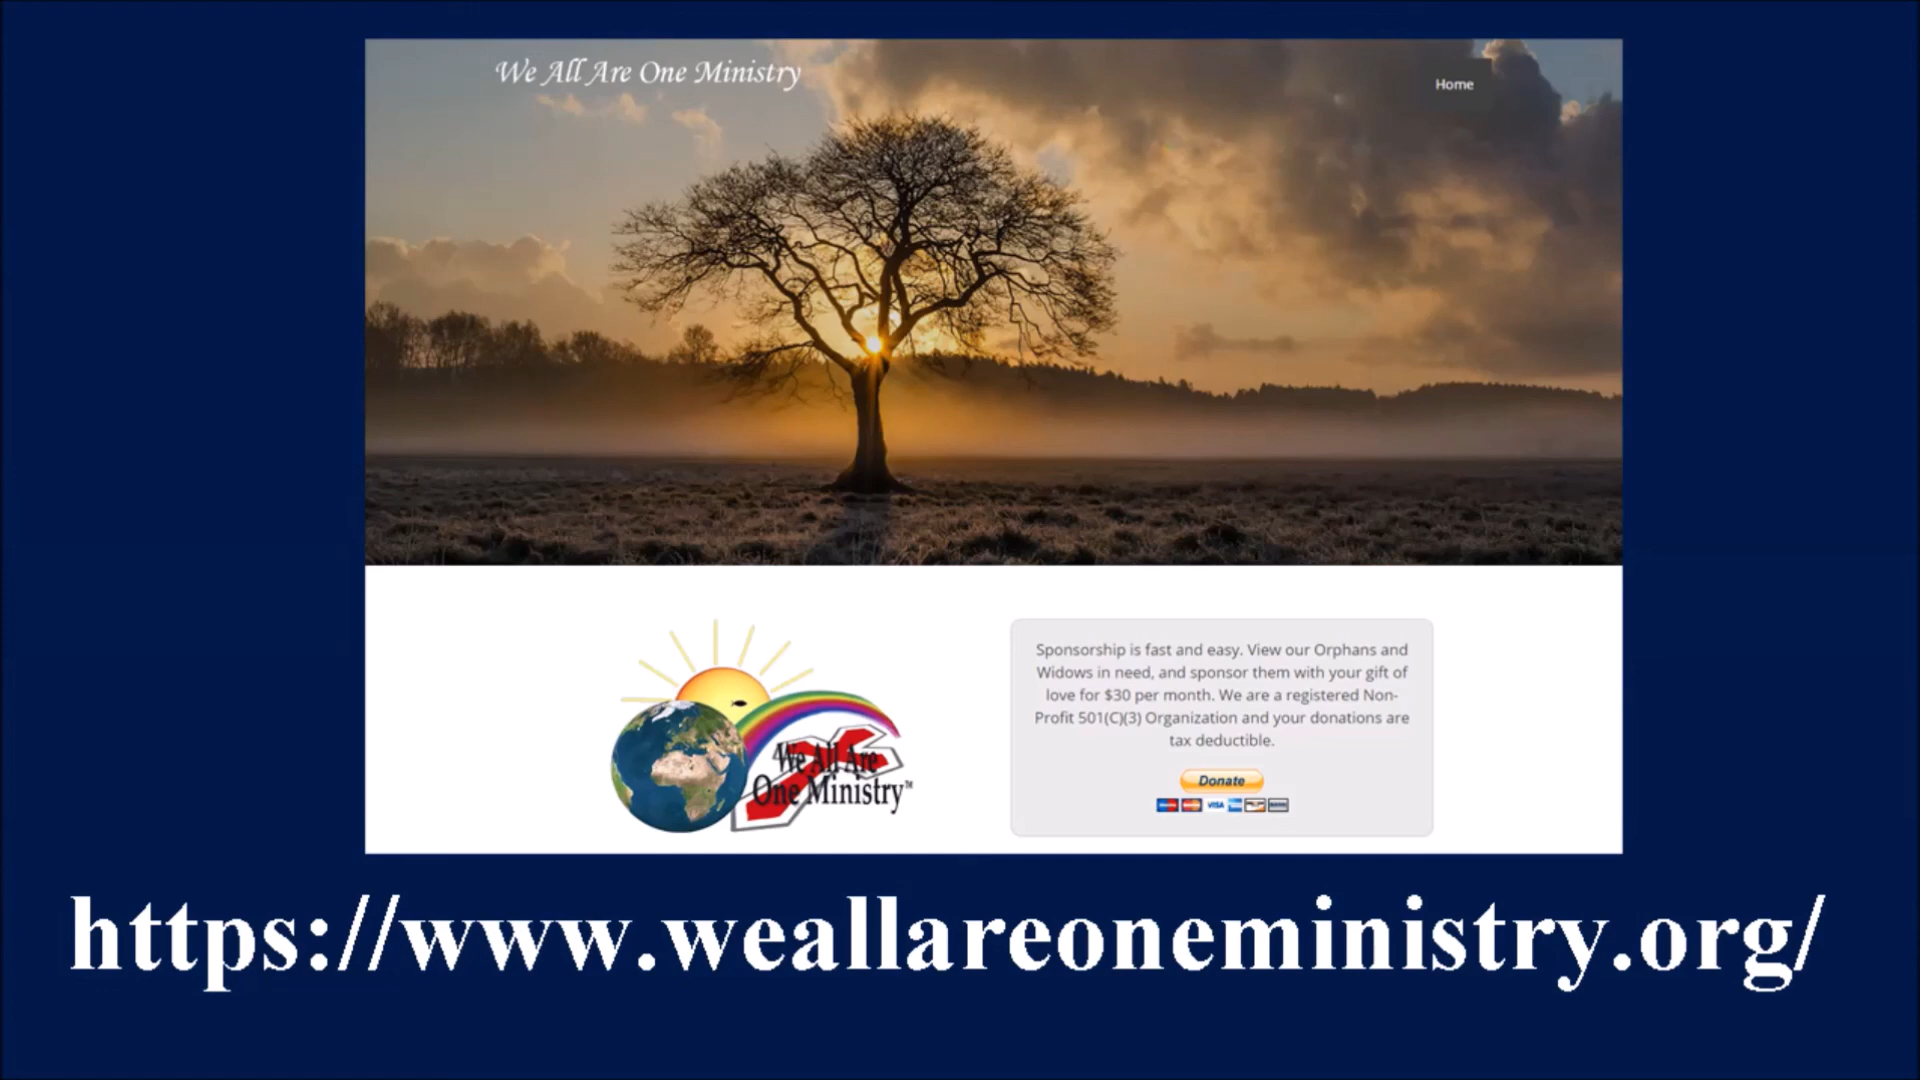 We All Are One Ministry
Home
Sponsorship is fast and easy. View our Orphans and
Widows in need, and sponsor them with your gift of
love for $30 per month. We are a registered Non-
Profit 501(C)(3) Organization and your donations are
tax deductible.
We All Are
One Ministry™
Donate
VISA
https://www.weallareoneministry.org/